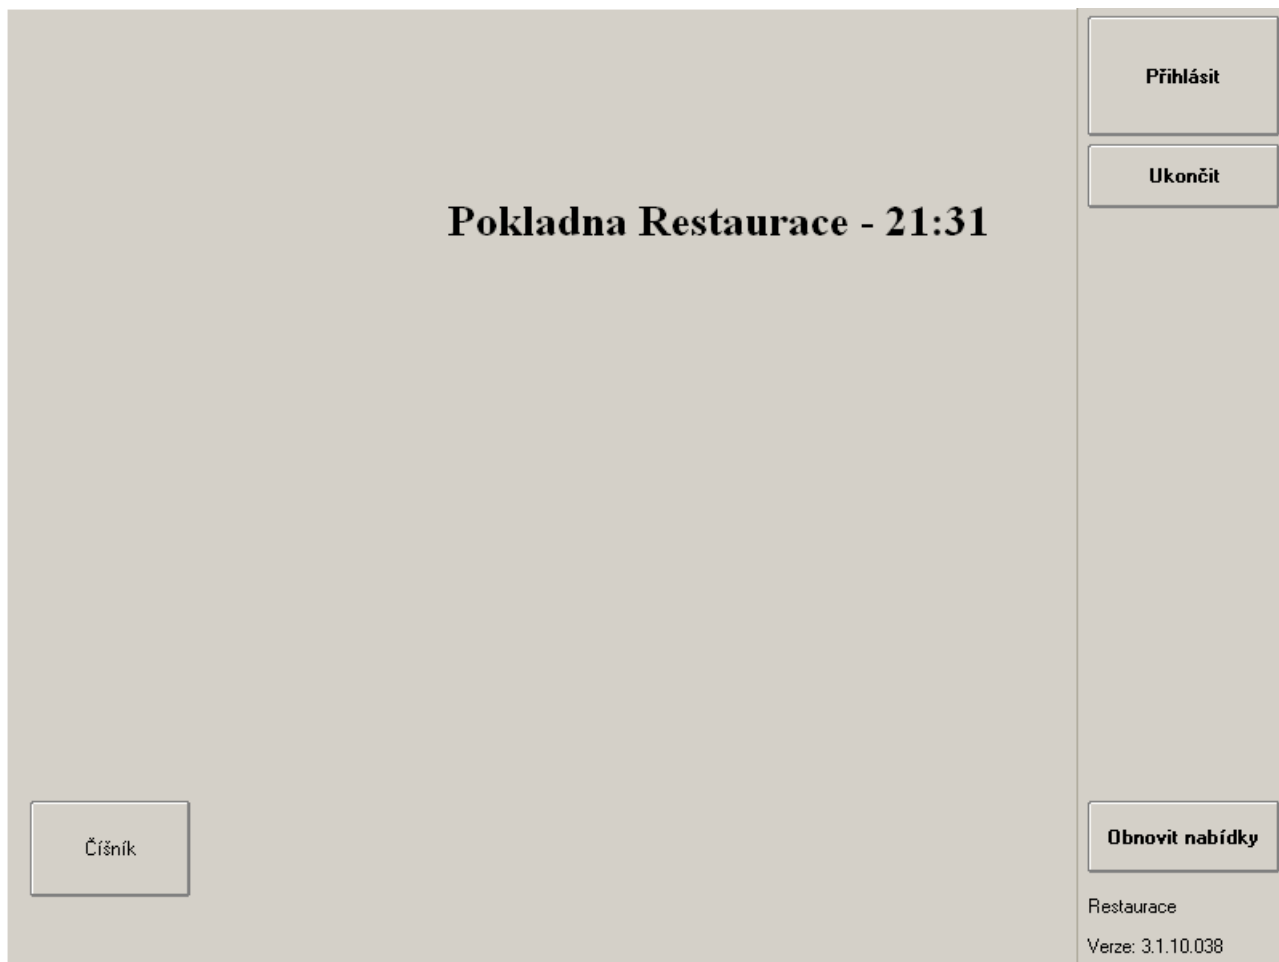 Přihlásit
Ukončit
Pokladna Restaurace - 21:31
Číšník
Obnovit nabídky
Restaurace
Verze: 3.1.10.038